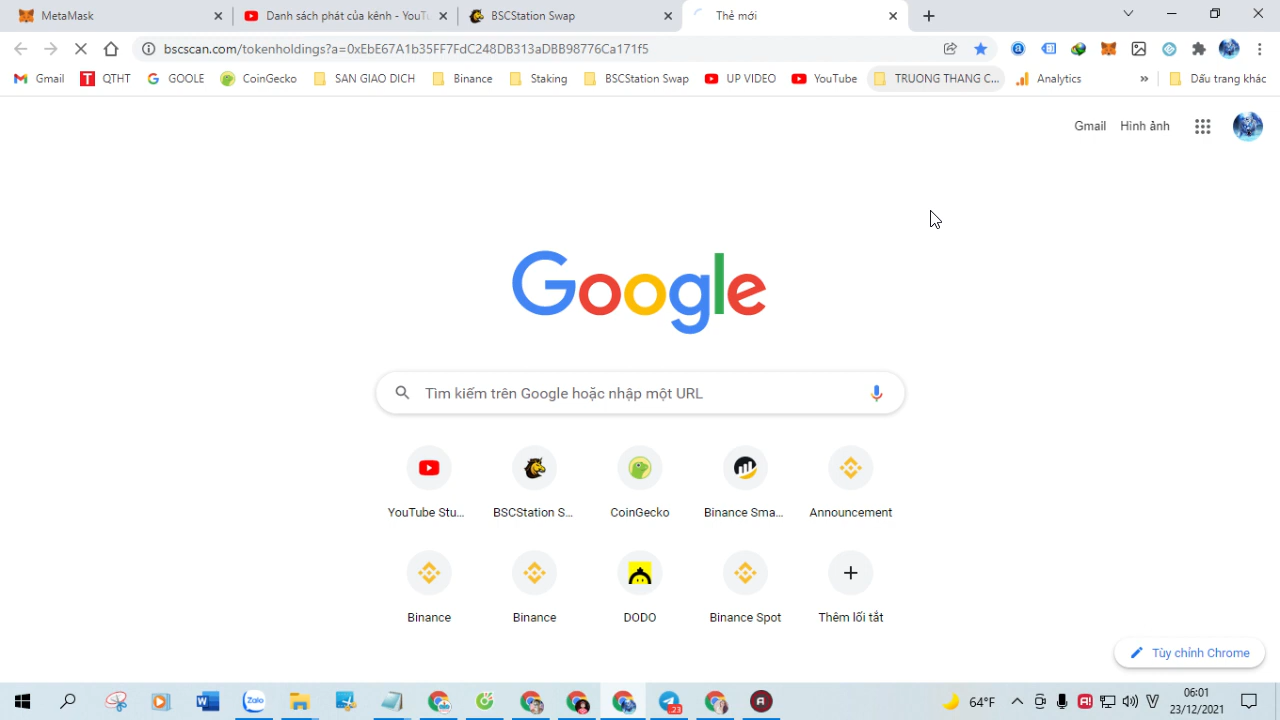 MetaMask
Danh sách phát của kênh - YouTu
BSCStation Swap
Thẻ mới
bscscan.com/tokenholdings?a=0xEbE67A1b35FF7FdC248DB313aDBB98776Ca171f5
Gmail
QTHT
GOOLE
CoinGecko
SAN GIAO DICH
Binance
Staking
BSCStation Swap
UP VIDEO
YouTube
TRUONG THANG C...
Analytics
»
Dấu trang khác
Gmail
Hình ảnh
Google
Tìm kiếm trên Google hoặc nhập một URL
YouTube Stu...
BSCStation S...
CoinGecko
Binance Sma...
Announcement
Binance
Binance
DODO
Binance Spot
Thêm lối tắt
Tùy chỉnh Chrome
Zalo
23
64°F
06:01
23/12/2021